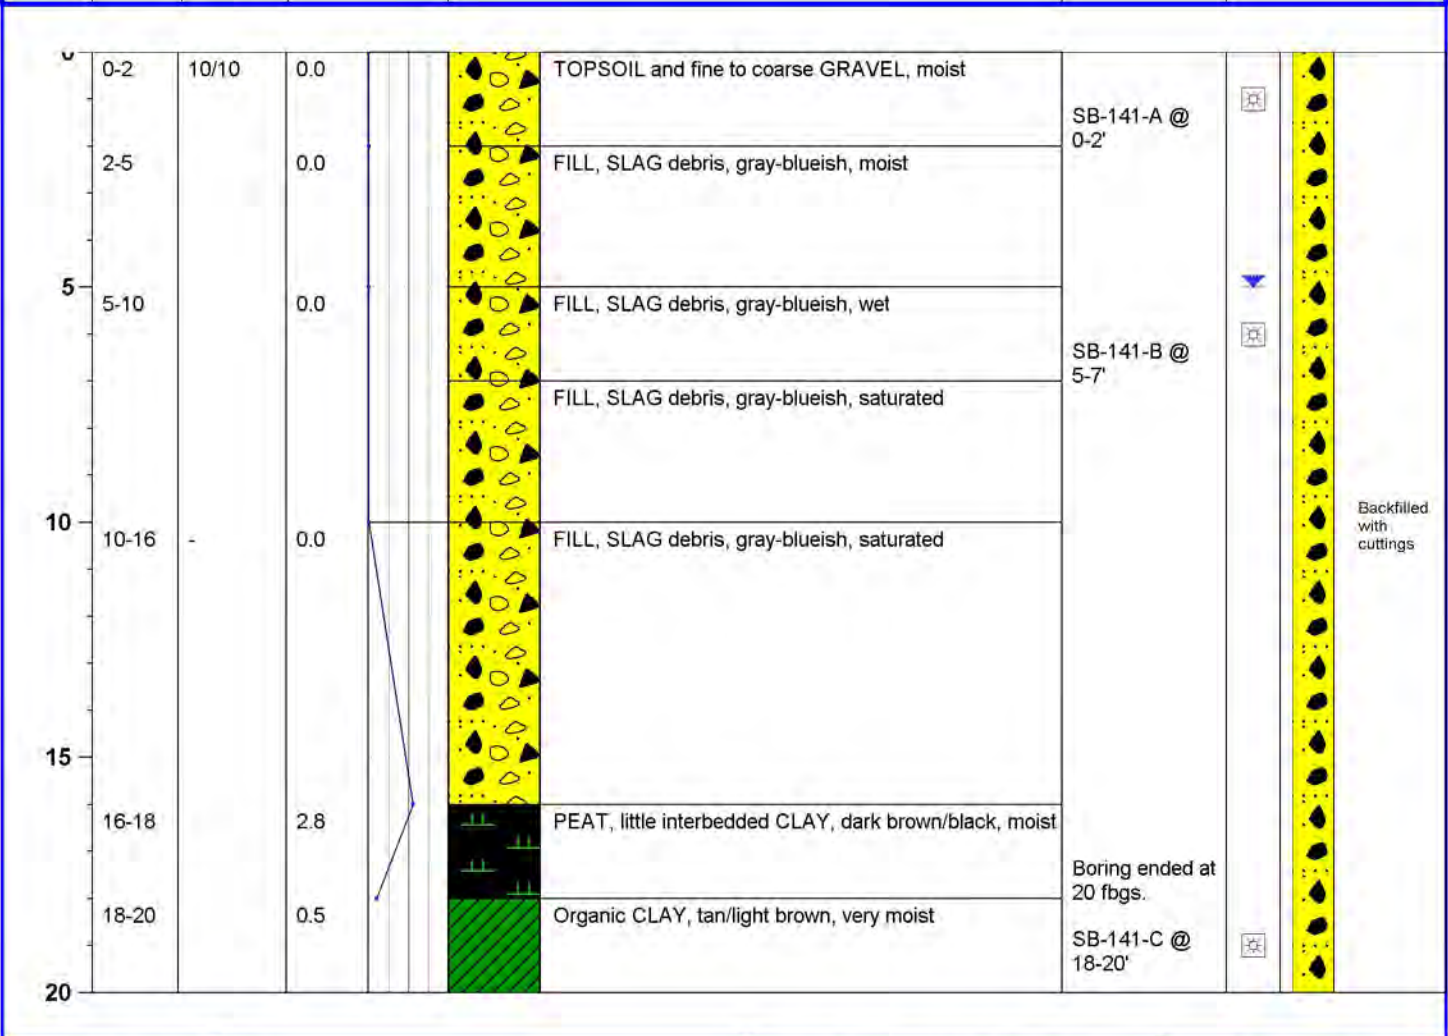 0-2 10/10 0.0 TOPSOIL and fine to coarse GRAVEL, moist
SB-141-A @
0-2'
2-5 0.0 FILL, SLAG debris, gray-blueish, moist
5
5-10 0.0 FILL, SLAG debris, gray-blueish, wet
SB-141-B @
5-7'
FILL, SLAG debris, gray-blueish, saturated
10
10-16 - 0.0 FILL, SLAG debris, gray-blueish, saturated
Backfilled
with
cuttings
15
16-18 2.8 PEAT, little interbedded CLAY, dark brown/black, moist
Boring ended at
20 fbgs.
18-20 0.5 Organic CLAY, tan/light brown, very moist
SB-141-C @
18-20'
20